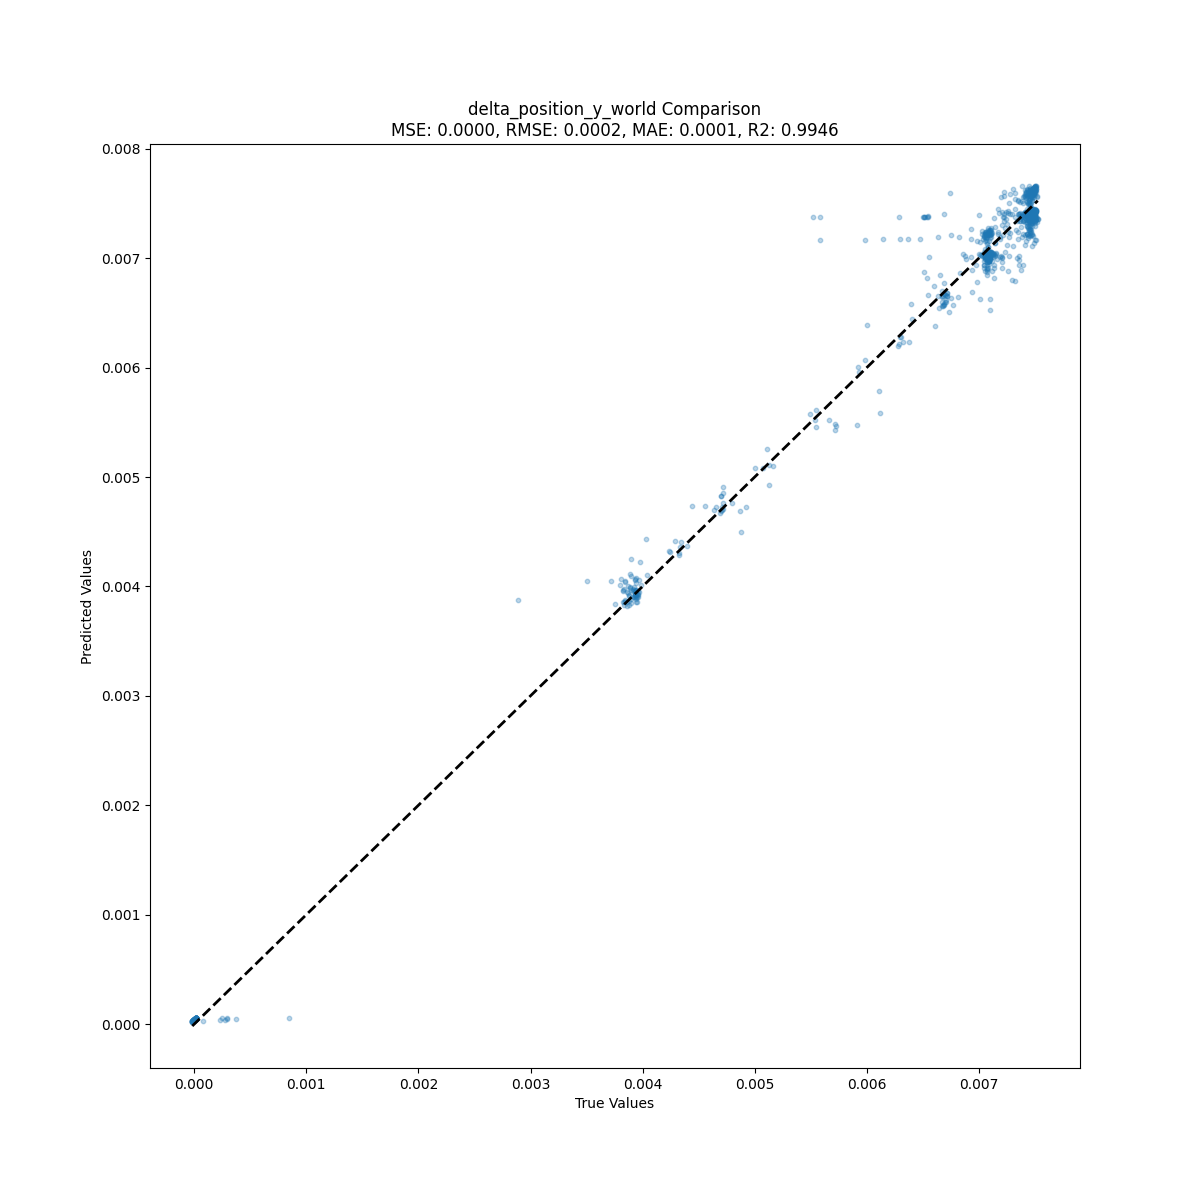 delta_position_y_world Comparison
MSE: 0.0000, RMSE: 0.0002, MAE: 0.0001, R2: 0.9946
0.008
0.007
0.006
0.005
0.004
0.003
0.002
0.001
0.000
Predicted Values
0.000 0.001 0.002 0.003 0.004 0.005 0.006 0.007
True Values